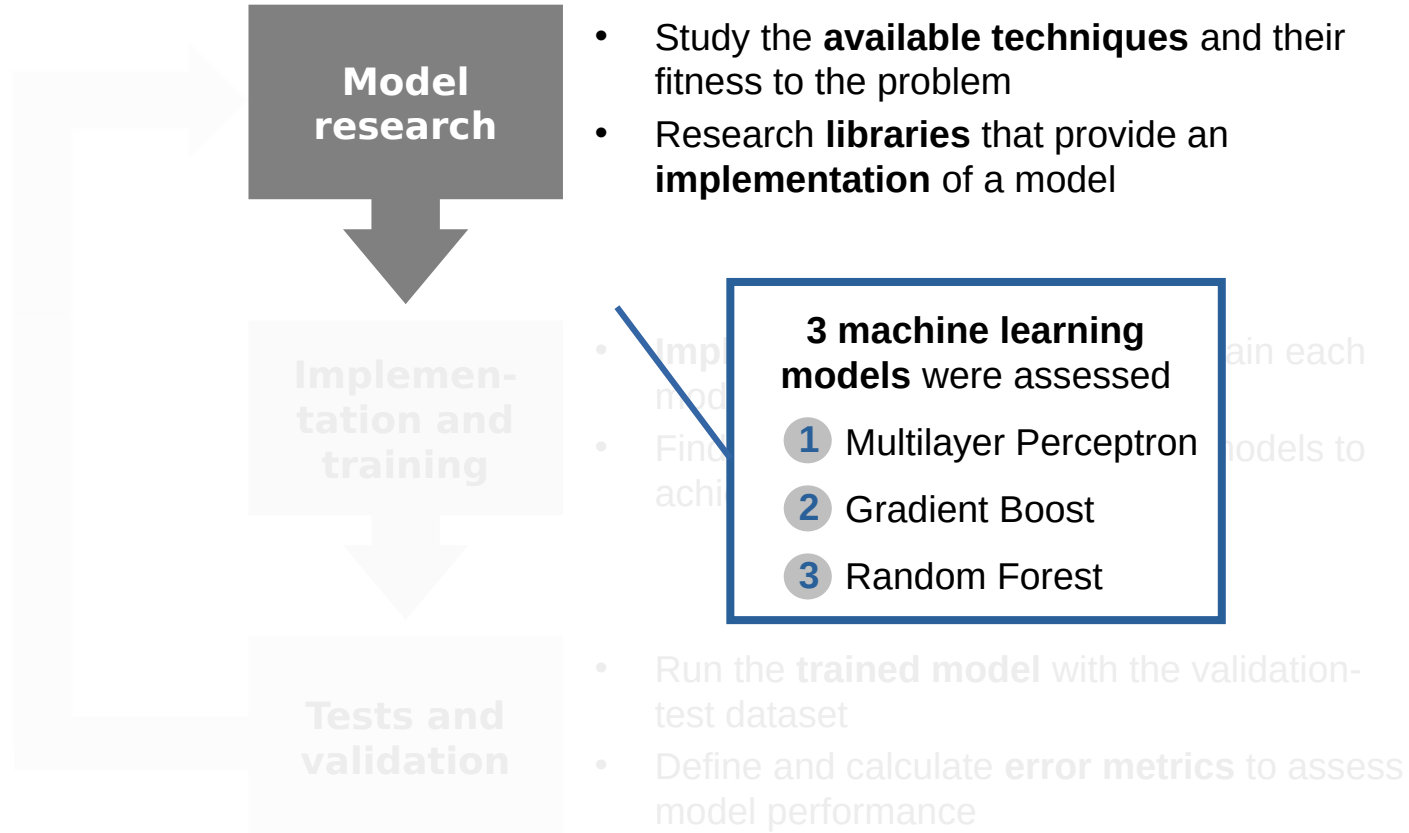 Model
research
• Study the available techniques and their
fitness to the problem
• Research libraries that provide an
implementation of a model
3 machine learning
models were assessed
1 Multilayer Perceptron
2 Gradient Boost
3 Random Forest
Implemen-
tation and
training
• ain each
• to
Tests and
validation
• Run the trained model with the validation-
test dataset
• Define and calculate error metrics to assess
model performance